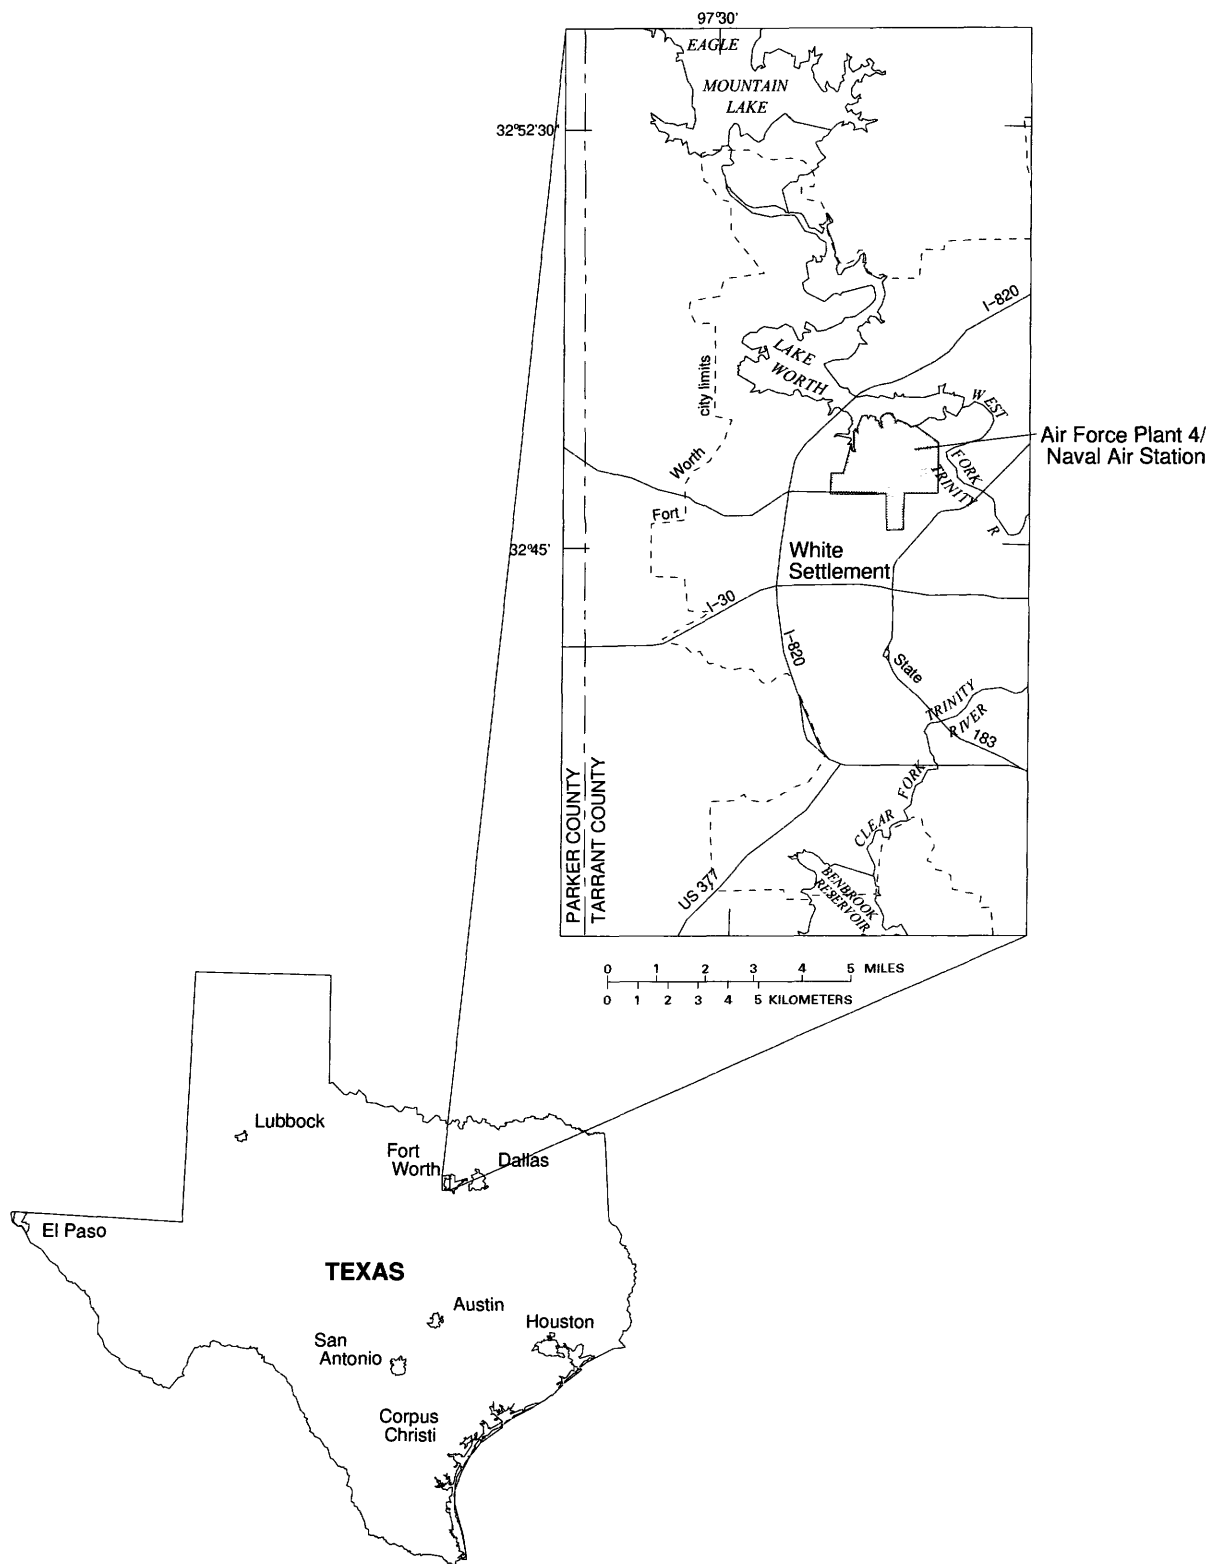 97°30'
EAGLE
MOUNTAIN
LAKE
32°52'30"
I-820
LAKE
WORTH
city limits
WEST
Air Force Plant 4/
Naval Air Station
FORK
TRINITY
R
Worth
Fort
32°45'
White
Settlement
I-30
I-820
State
TRINITY
RIVER
183
FORK
CLEAR
PARKER COUNTY
TARRANT COUNTY
US 377
BENBROOK
RESERVOIR
0 1 2 3 4 5 MILES
0 1 2 3 4 5 KILOMETERS
Lubbock
Fort
Worth
Dallas
El Paso
TEXAS
Austin
Houston
San
Antonio
Corpus
Christi